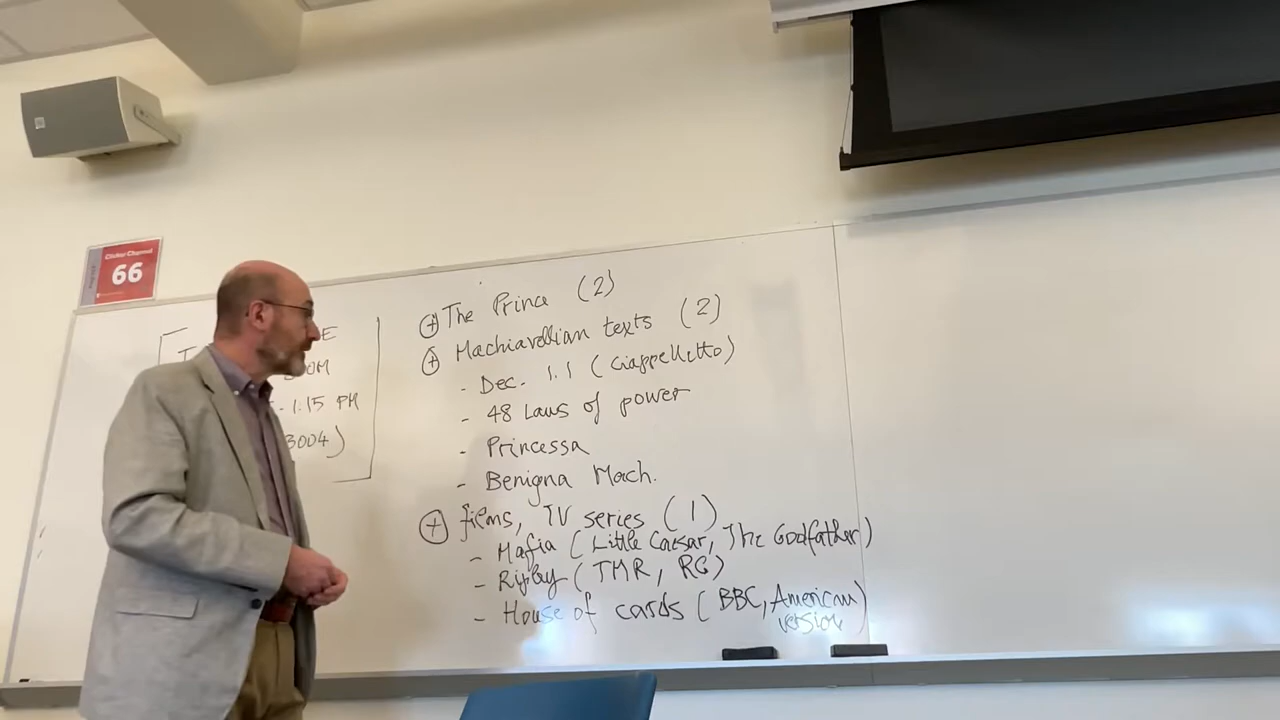 Clicker Channel
66
- 1:15 PM
3004)
⊕ The Prince (2)
⊕ Machiavellian texts (2)
- Dec. 1.1 (Ciappelletto)
- 48 Laws of power
- Principessa
- Benigna Mach.
⊕ films, TV series (1)
- Mafia (Little Caesar, The Godfather)
- Ripley (TMR, RG)
- House of cards (BBC, American
version)